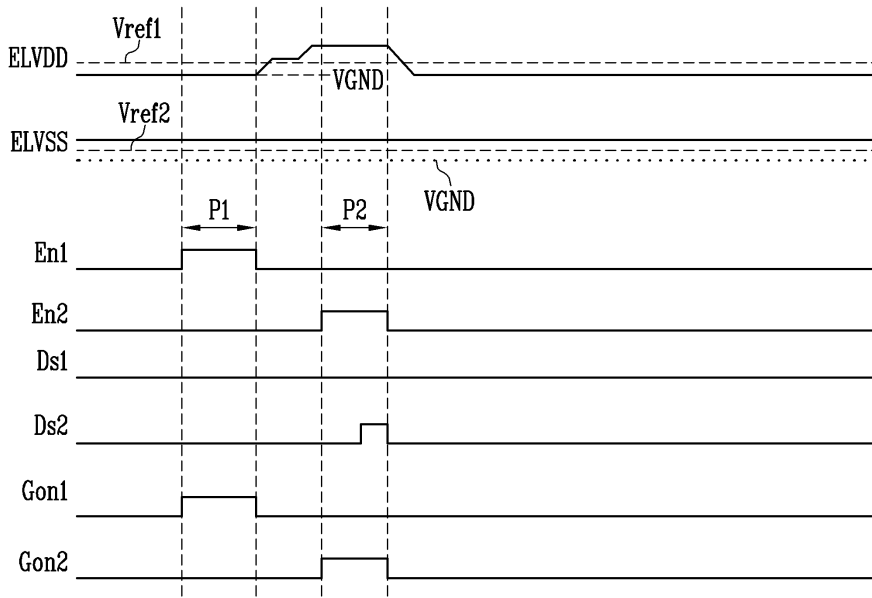 Vref1
ELVDD
VGND
Vref2
ELVSS
VGND
P1 P2
En1
En2
Ds1
Ds2
Gon1
Gon2